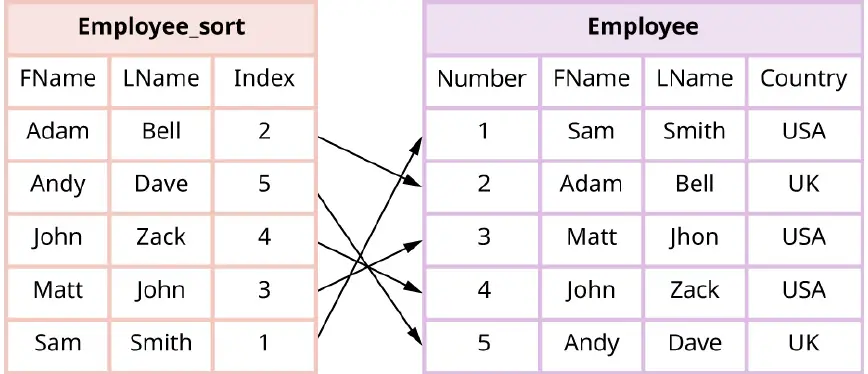 Employee_sort Employee
FName LName Index Number FName LName Country
Adam Bell 2 1 Sam Smith USA
Andy Dave 5 2 Adam Bell UK
John Zack 4 3 Matt Jhon USA
Matt John 3 4 John Zack USA
Sam Smith 1 5 Andy Dave UK